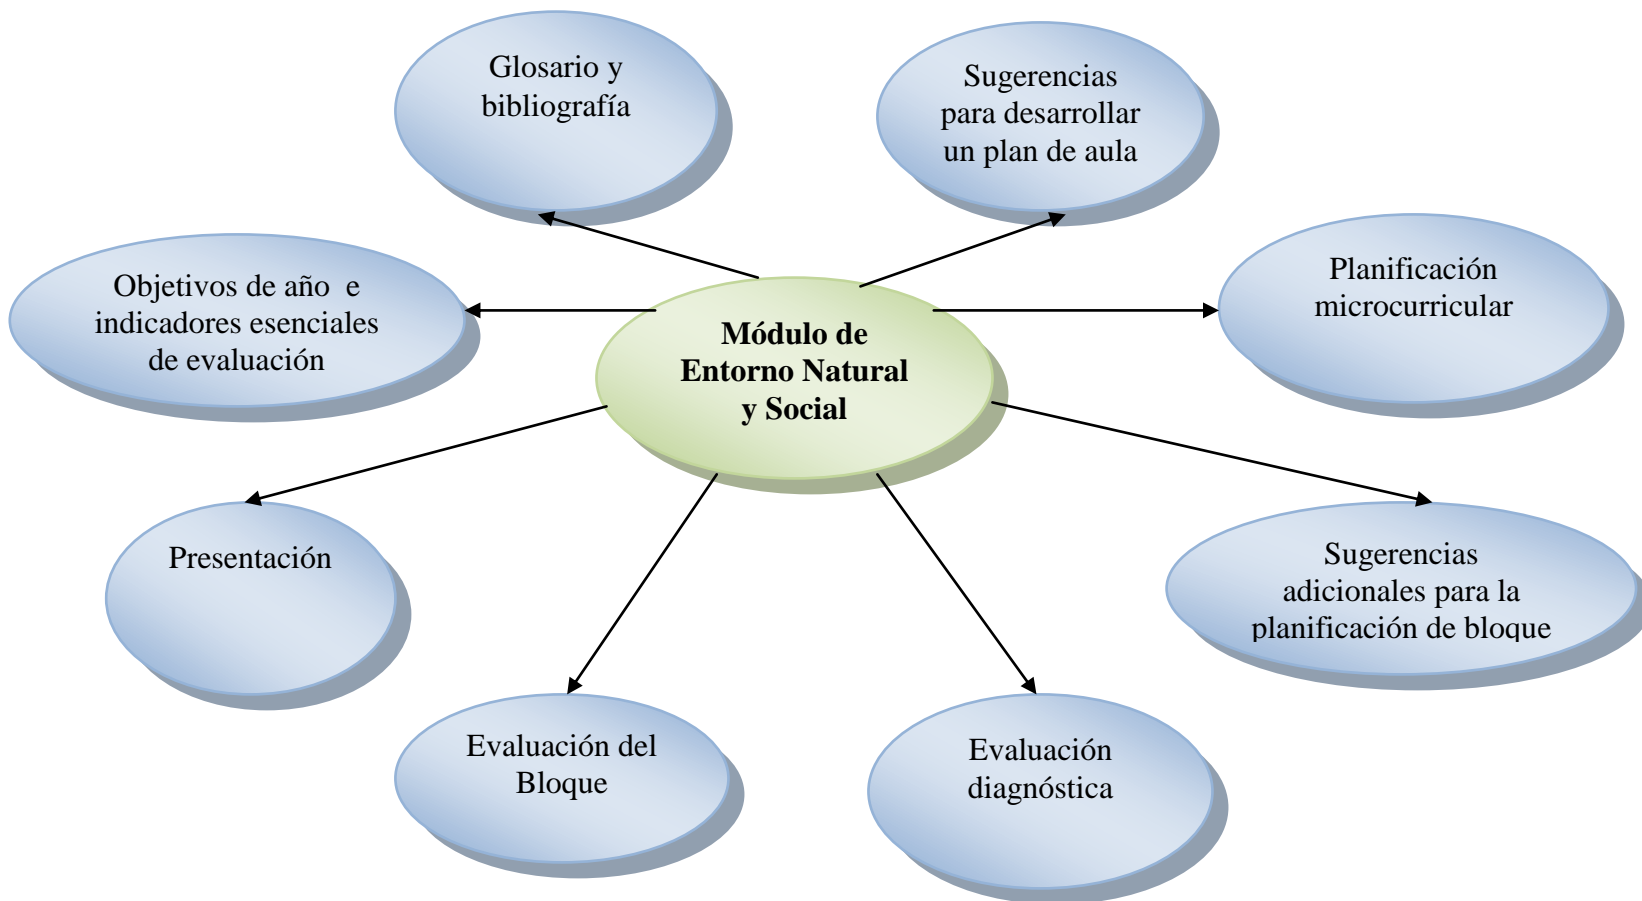 Glosario y
bibliografía
Sugerencias
para desarrollar
un plan de aula
Objetivos de año  e
indicadores esenciales
de evaluación
Planificación
microcurricular
Módulo de
Entorno Natural
y Social
Presentación
Sugerencias
adicionales para la
planificación de bloque
Evaluación del
Bloque
Evaluación
diagnóstica